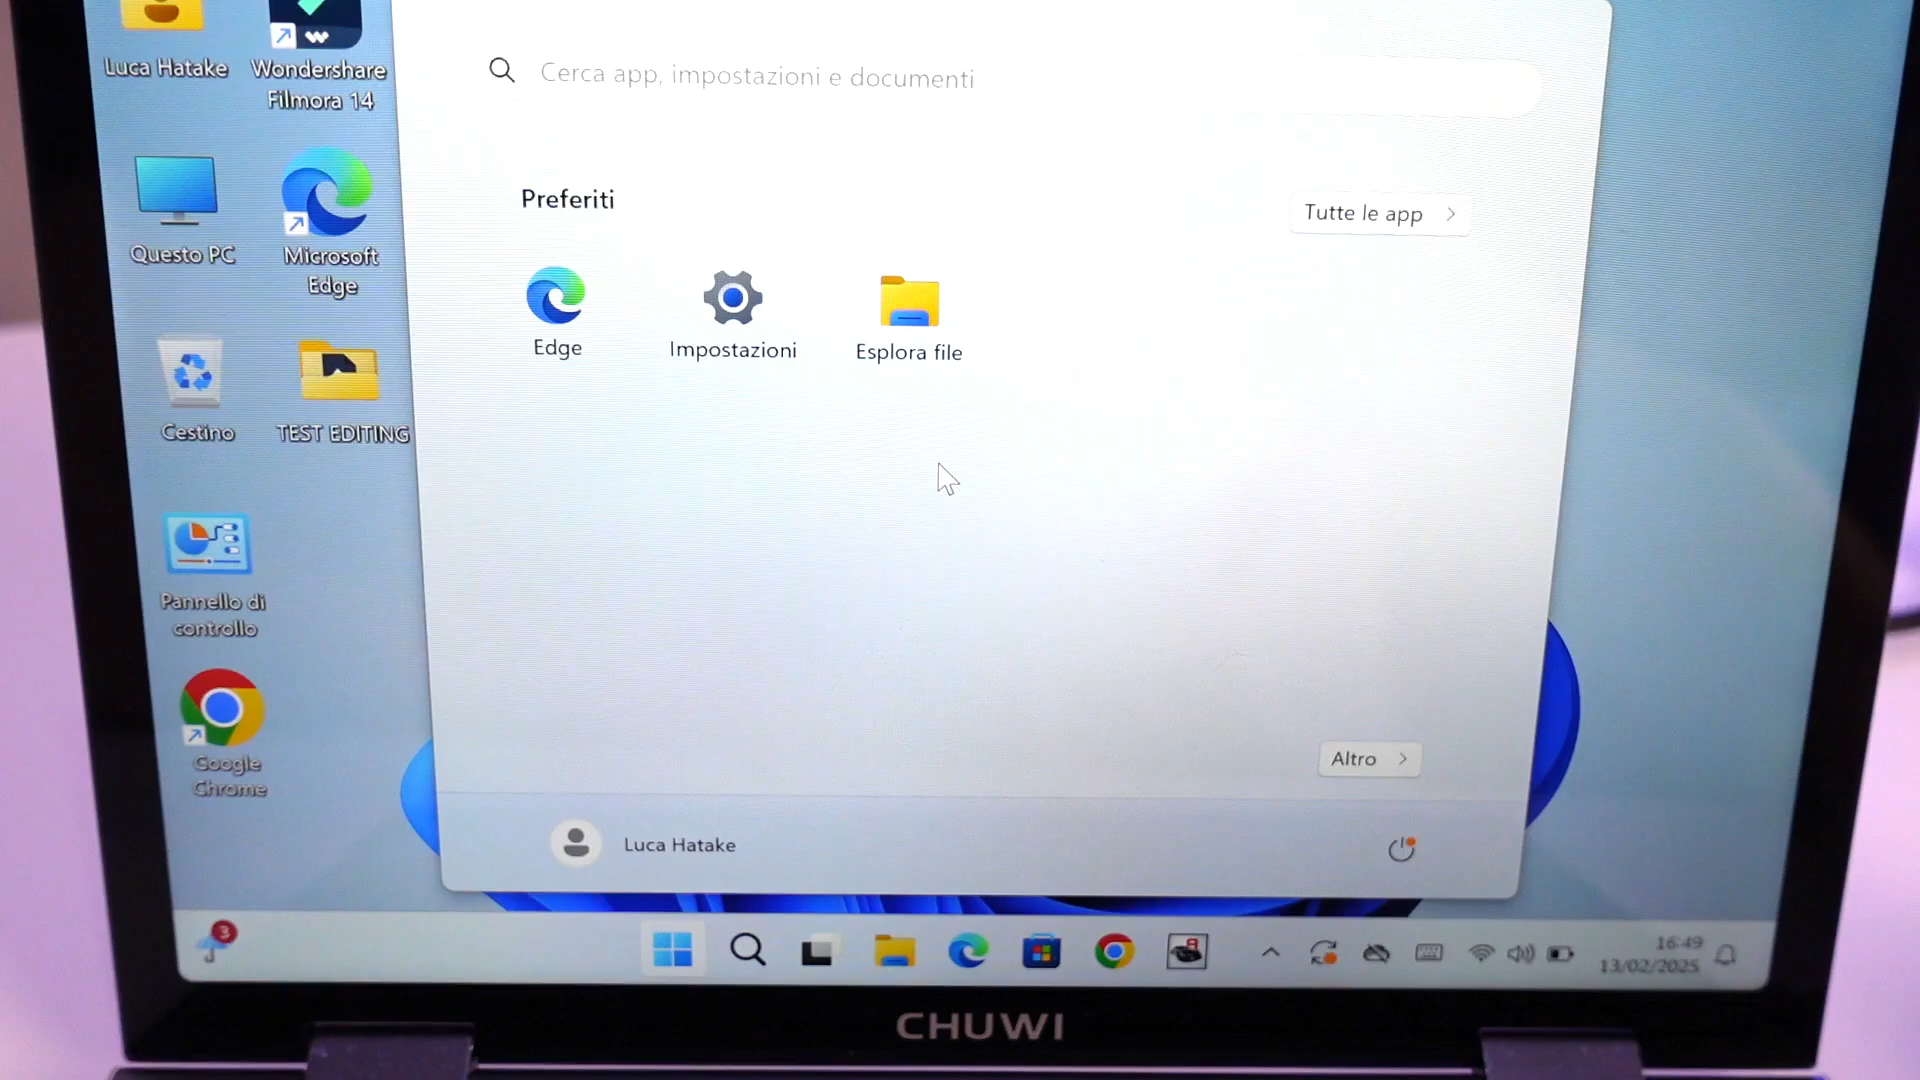 Luca Hatake
Wondershare
Filmora 14
Questo PC
Microsoft
Edge
Cestino
TEST EDITING
Pannello di
controllo
Google
Chrome
Cerca app, impostazioni e documenti
Preferiti
Tutte le app
Edge
Impostazioni
Esplora file
Altro
Luca Hatake
3
16:49
13/02/2025
CHUWI